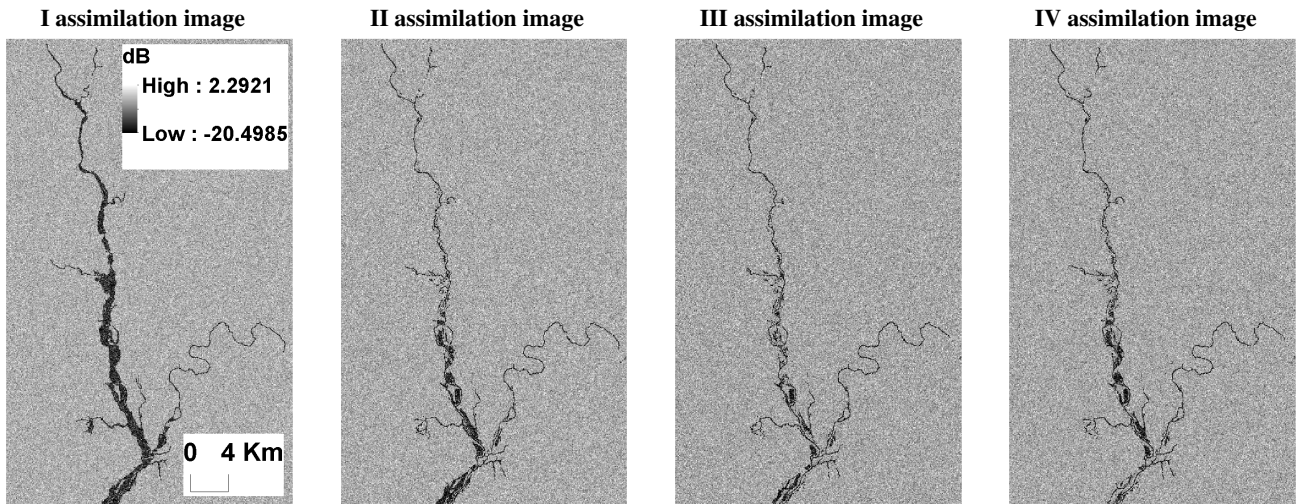 I assimilation image
II assimilation image
III assimilation image
IV assimilation image
dB
High : 2.2921
Low : -20.4985
0 4 Km